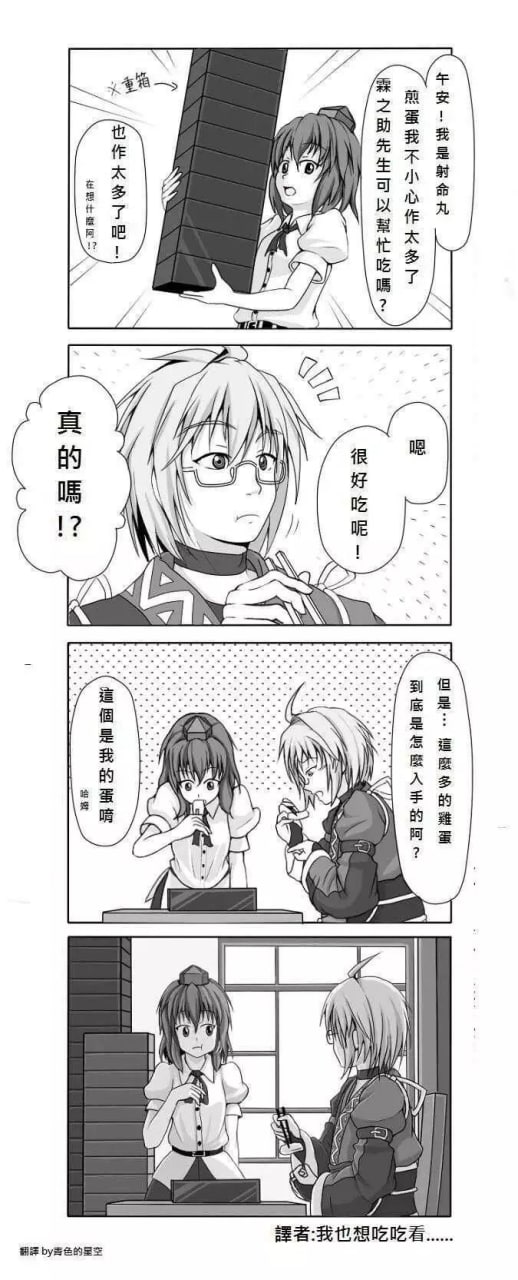 午安！我是射命丸
煎蛋我不小心作太多了
霖之助先生可以幫忙吃嗎？
※重箱→
也作太多了吧！
在想什麼阿!?
嗯
很好吃呢！
真的嗎!?
但是… 這麼多的雞蛋
到底是怎麼入手的阿？
這個是我的蛋唷
哈姆
譯者:我也想吃吃看......
翻譯 by青色的星空